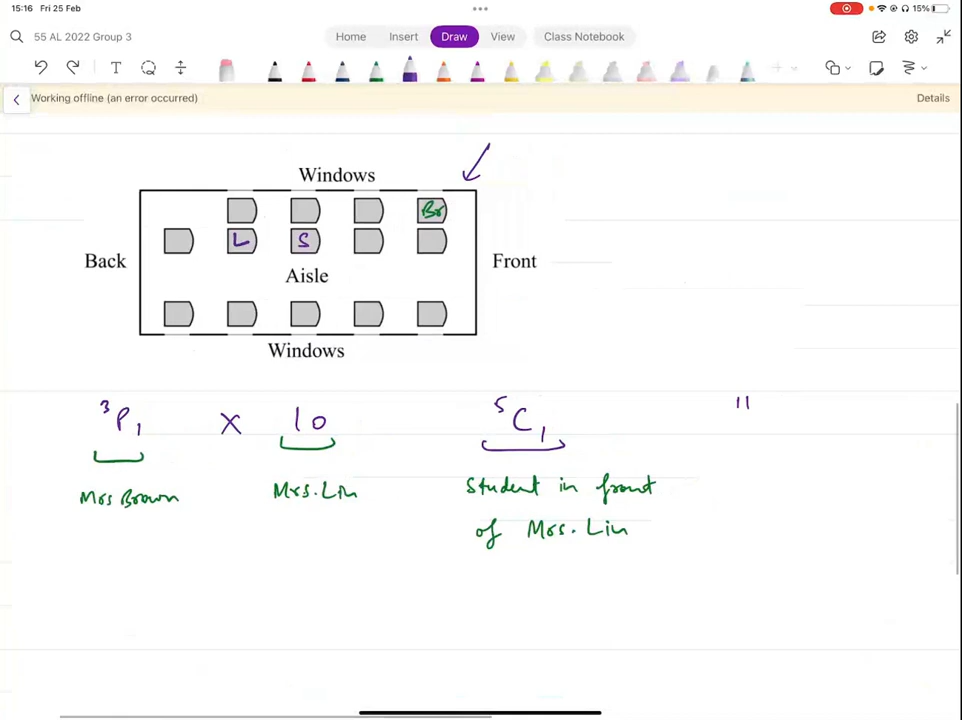 15:16 Fri 25 Feb
15%
55 AL 2022 Group 3
Home Insert Draw View Class Notebook
Working offline (an error occurred) Details
Windows
Br
L S
Back Aisle Front
Windows
³P₁ × 10 ⁵C₁ 11
Mrs Brown Mrs. Lin Student in front
of Mrs. Lin